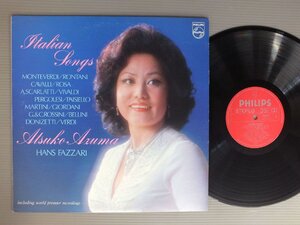 Italian
Songs
PHILIPS
MONTEVERDI/RONTANI
CAVALLI/ROSA
A.SCARLATTI/VIVALDI
PERGOLESI/PAISIELLO
MARTINI/GIORDANI
G.&C.ROSSINI/BELLINI
DONIZETTI/VERDI
Atsuko Azuma
HANS FAZZARI
including world premier recordings
PHILIPS